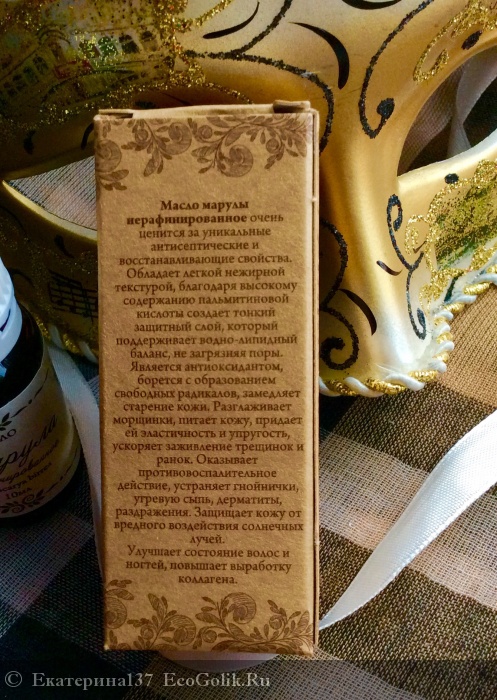 Масло марулы
нерафинированное очень
ценится за уникальные
антисептические и
восстанавливающие свойства.
Обладает легкой нежирной
текстурой, благодаря высокому
содержанию пальмитиновой
кислоты создает тонкий
защитный слой, который
поддерживает водно-липидный
баланс, не загрязняя поры.
Является антиоксидантом,
борется с образованием
свободных радикалов, замедляет
старение кожи. Разглаживает
морщинки, питает кожу, придает
ей эластичность и упругость,
ускоряет заживление трещинок и
ранок. Оказывает
противовоспалительное
действие, устраняет гнойнички,
угревую сыпь, дерматиты,
раздражения. Защищает кожу от
вредного воздействия солнечных
лучей.
Улучшает состояние волос и
ногтей, повышает выработку
коллагена.
© Екатерина137 EcoGolik.Ru